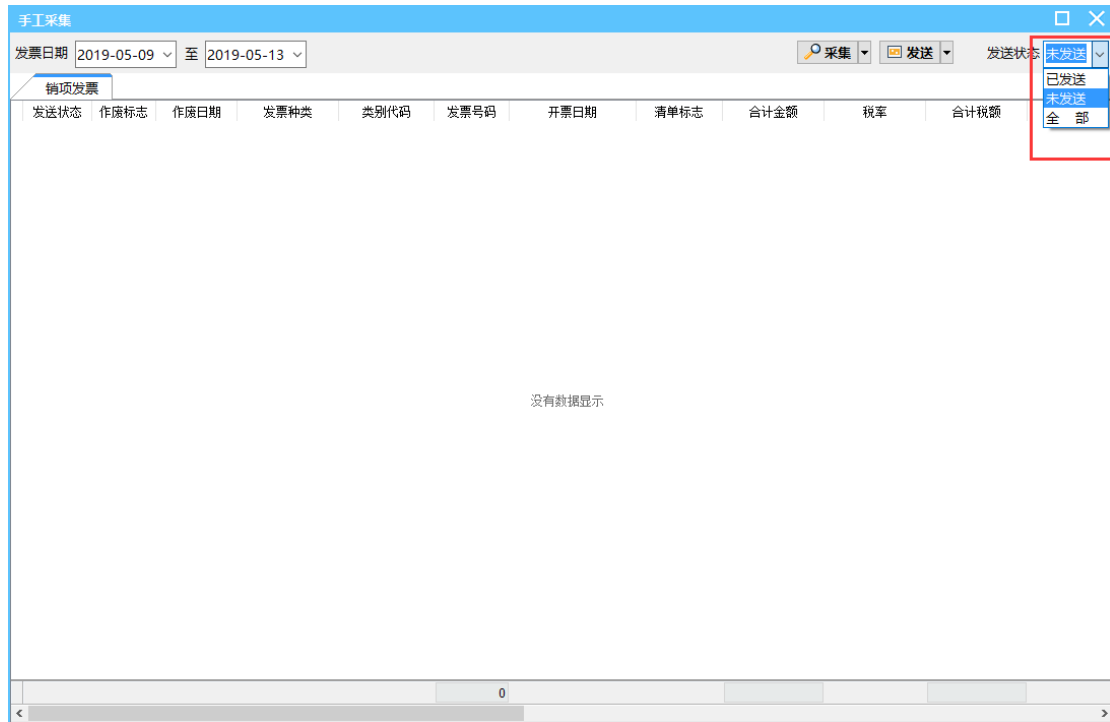 手工采集
发票日期 2019-05-09 至 2019-05-13 采集 发送 发送状态 未发送
已发送
未发送
全 部
销项发票
发送状态 作废标志 作废日期 发票种类 类别代码 发票号码 开票日期 清单标志 合计金额 税率 合计税额
没有数据显示
0